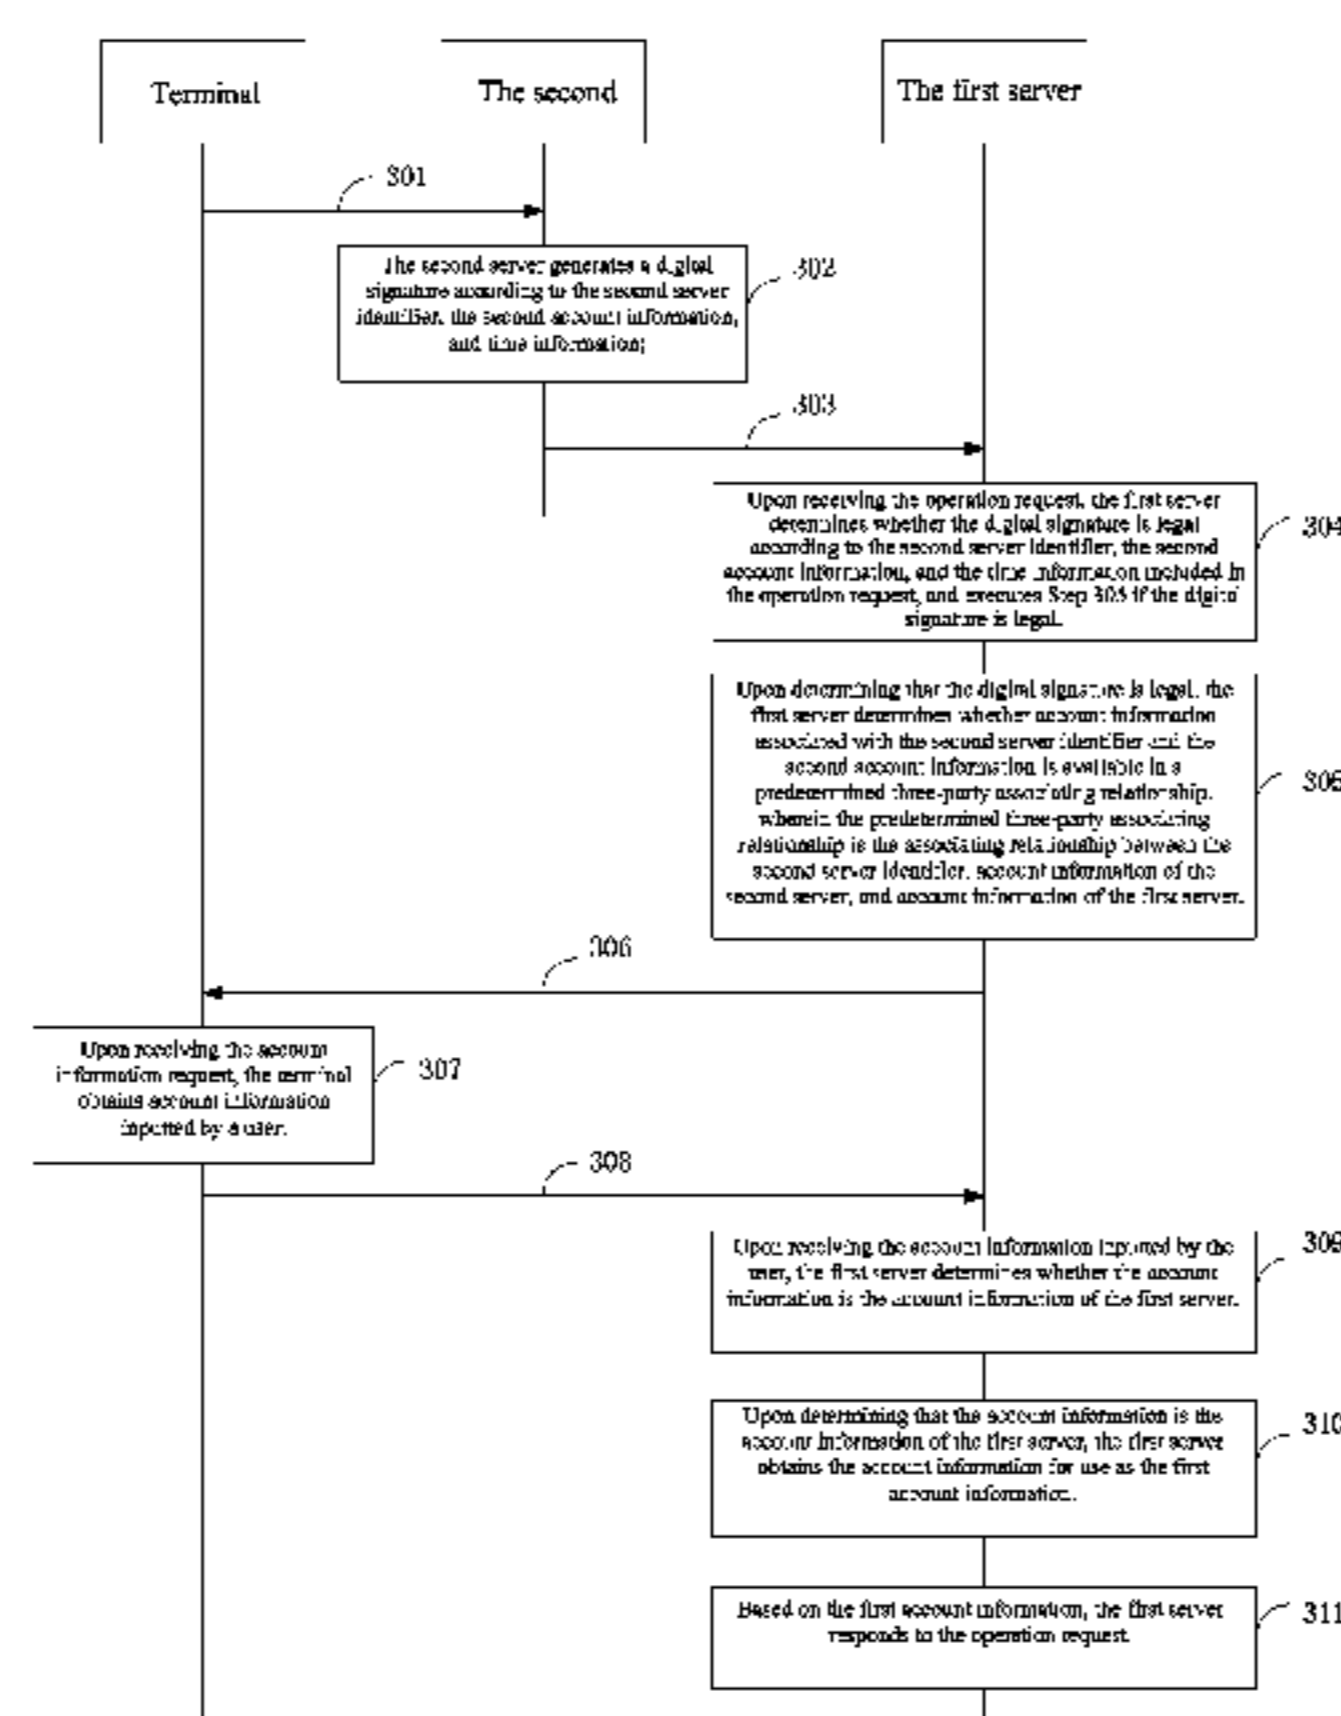 Terminal
The second
The first server
301
The second server generates a digital
signature according to the second server
identifier, the second account information,
and time information;
302
303
Upon receiving the operation request, the first server
determines whether the digital signature is legal
according to the second server identifier, the second
account information, and the time information included in
the operation request, and executes Step 305 if the digital
signature is legal.
304
Upon determining that the digital signature is legal, the
first server determines whether account information
associated with the second server identifier and the
second account information is available in a
predetermined three-party associating relationship,
wherein the predetermined three-party associating
relationship is the associating relationship between the
second server identifier, account information of the
second server, and account information of the first server.
305
306
Upon receiving the account
information request, the terminal
obtains account information
inputted by a user.
307
308
Upon receiving the account information inputted by the
user, the first server determines whether the account
information is the account information of the first server.
309
Upon determining that the account information is the
account information of the first server, the first server
obtains the account information for use as the first
account information.
310
Based on the first account information, the first server
responds to the operation request.
311